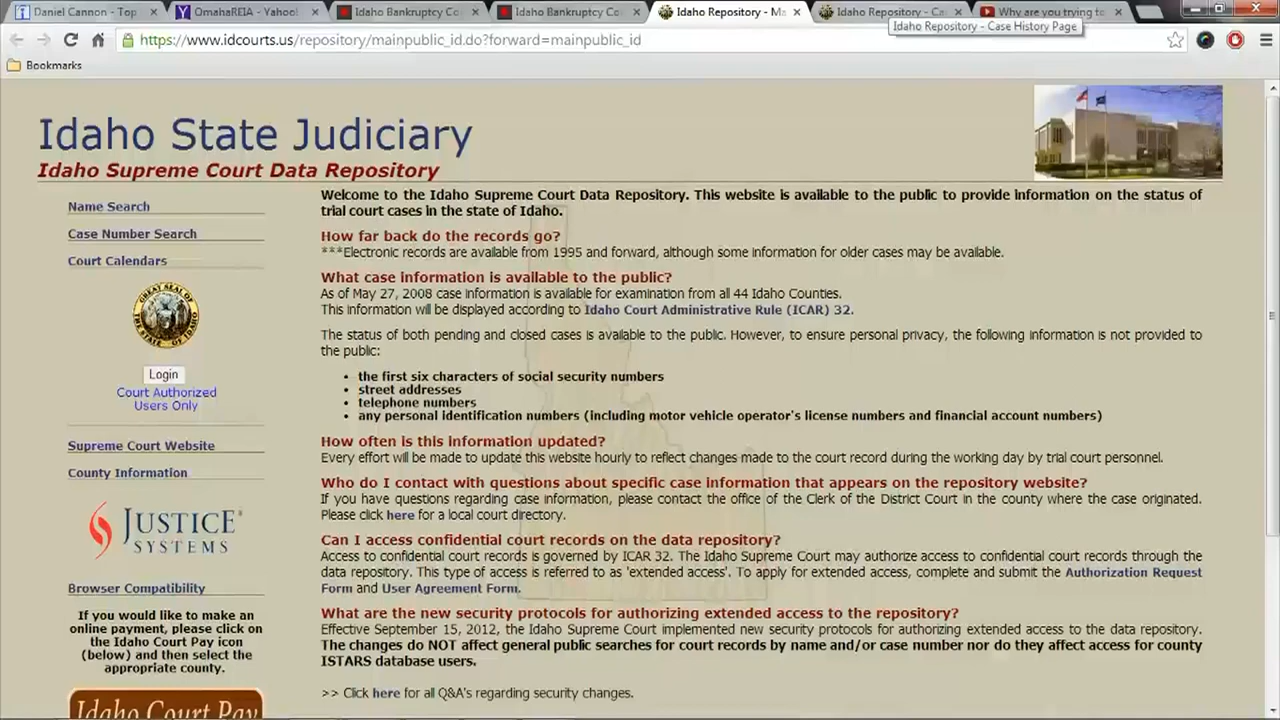 Daniel Cannon - Top
OmahaREIA - Yahoo!
Idaho Bankruptcy Co
Idaho Bankruptcy Co
Idaho Repository - Ma
Idaho Repository - Ca
Why are you trying to
Idaho Repository - Case History Page
https://www.idcourts.us/repository/mainpublic_id.do?forward=mainpublic_id
Bookmarks
Idaho State Judiciary
Idaho Supreme Court Data Repository
Name Search
Case Number Search
Court Calendars
GREAT SEAL OF
STATE OF IDAHO
Login
Court Authorized
Users Only
Supreme Court Website
County Information
JUSTICE
SYSTEMS
Browser Compatibility
If you would like to make an
online payment, please click on
the Idaho Court Pay icon
(below) and then select the
appropriate county.
Idaho Court Pay
Welcome to the Idaho Supreme Court Data Repository. This website is available to the public to provide information on the status of
trial court cases in the state of Idaho.
How far back do the records go?
***Electronic records are available from 1995 and forward, although some information for older cases may be available.
What case information is available to the public?
As of May 27, 2008 case information is available for examination from all 44 Idaho Counties.
This information will be displayed according to Idaho Court Administrative Rule (ICAR) 32.
The status of both pending and closed cases is available to the public. However, to ensure personal privacy, the following information is not provided to
the public:
• the first six characters of social security numbers
• street addresses
• telephone numbers
• any personal identification numbers (including motor vehicle operator's license numbers and financial account numbers)
How often is this information updated?
Every effort will be made to update this website hourly to reflect changes made to the court record during the working day by trial court personnel.
Who do I contact with questions about specific case information that appears on the repository website?
If you have questions regarding case information, please contact the office of the Clerk of the District Court in the county where the case originated.
Please click here for a local court directory.
Can I access confidential court records on the data repository?
Access to confidential court records is governed by ICAR 32. The Idaho Supreme Court may authorize access to confidential court records through the
data repository. This type of access is referred to as 'extended access'. To apply for extended access, complete and submit the Authorization Request
Form and User Agreement Form.
What are the new security protocols for authorizing extended access to the repository?
Effective September 15, 2012, the Idaho Supreme Court implemented new security protocols for authorizing extended access to the data repository.
The changes do NOT affect general public searches for court records by name and/or case number nor do they affect access for county
ISTARS database users.
>> Click here for all Q&A's regarding security changes.